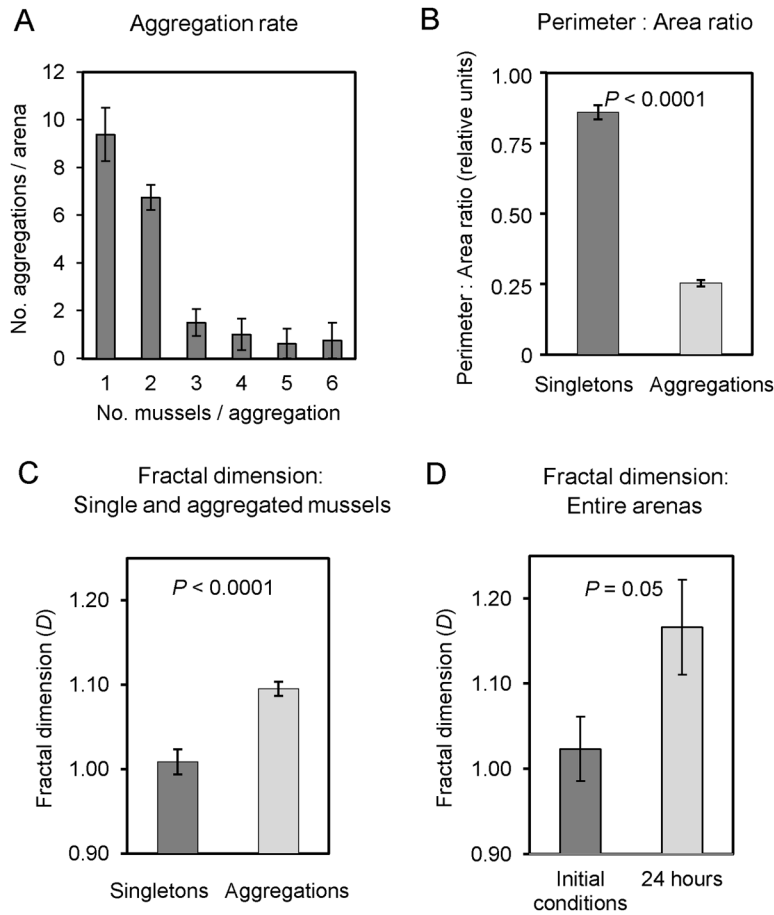 A
Aggregation rate
No. aggregations / arena
12
10
8
6
4
2
0
1 2 3 4 5 6
No. mussels / aggregation
B
Perimeter : Area ratio
Perimeter : Area ratio (relative units)
1.00
0.75
0.50
0.25
0
P < 0.0001
Singletons Aggregations
C
Fractal dimension:
Single and aggregated mussels
Fractal dimension (D)
1.20
1.10
1.00
0.90
P < 0.0001
Singletons Aggregations
D
Fractal dimension:
Entire arenas
Fractal dimension (D)
1.20
1.10
1.00
0.90
P = 0.05
Initial 24 hours
conditions